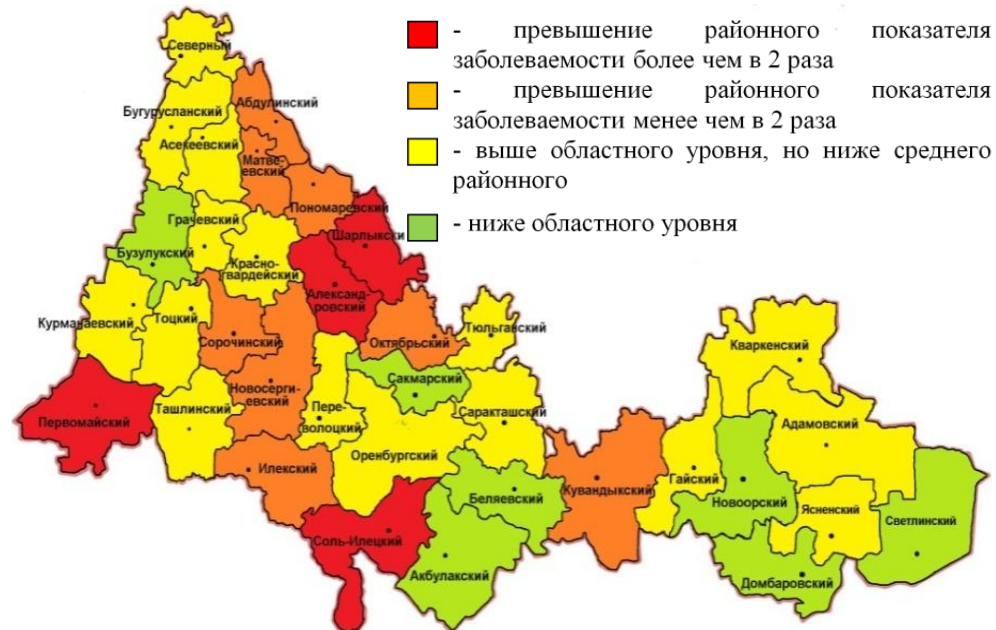 Северный
- превышение районного показателя
заболеваемости более чем в 2 раза
- превышение районного показателя
заболеваемости менее чем в 2 раза
- выше областного уровня, но ниже среднего
районного
- ниже областного уровня
Бугурусланский
Абдулинский
Асекеевский
Матве-
евский
Пономаревский
Грачевский
Шарлыкски
Бузулукский
Красно-
гвардейский
Александ-
ровский
Курманаевский
Тоцкий
Сорочинский
Октябрьский
Тюльганский
Кваркенский
Сакмарский
Новосерги-
евский
Первомайский
Ташлинский
Пере-
волоцкий
Саракташский
Адамовский
Оренбургский
Илекский
Беляевский
Кувандыкский
Гайский
Новоорский
Ясненский
Светлинский
Соль-Илецкий
Акбулакский
Домбаровский